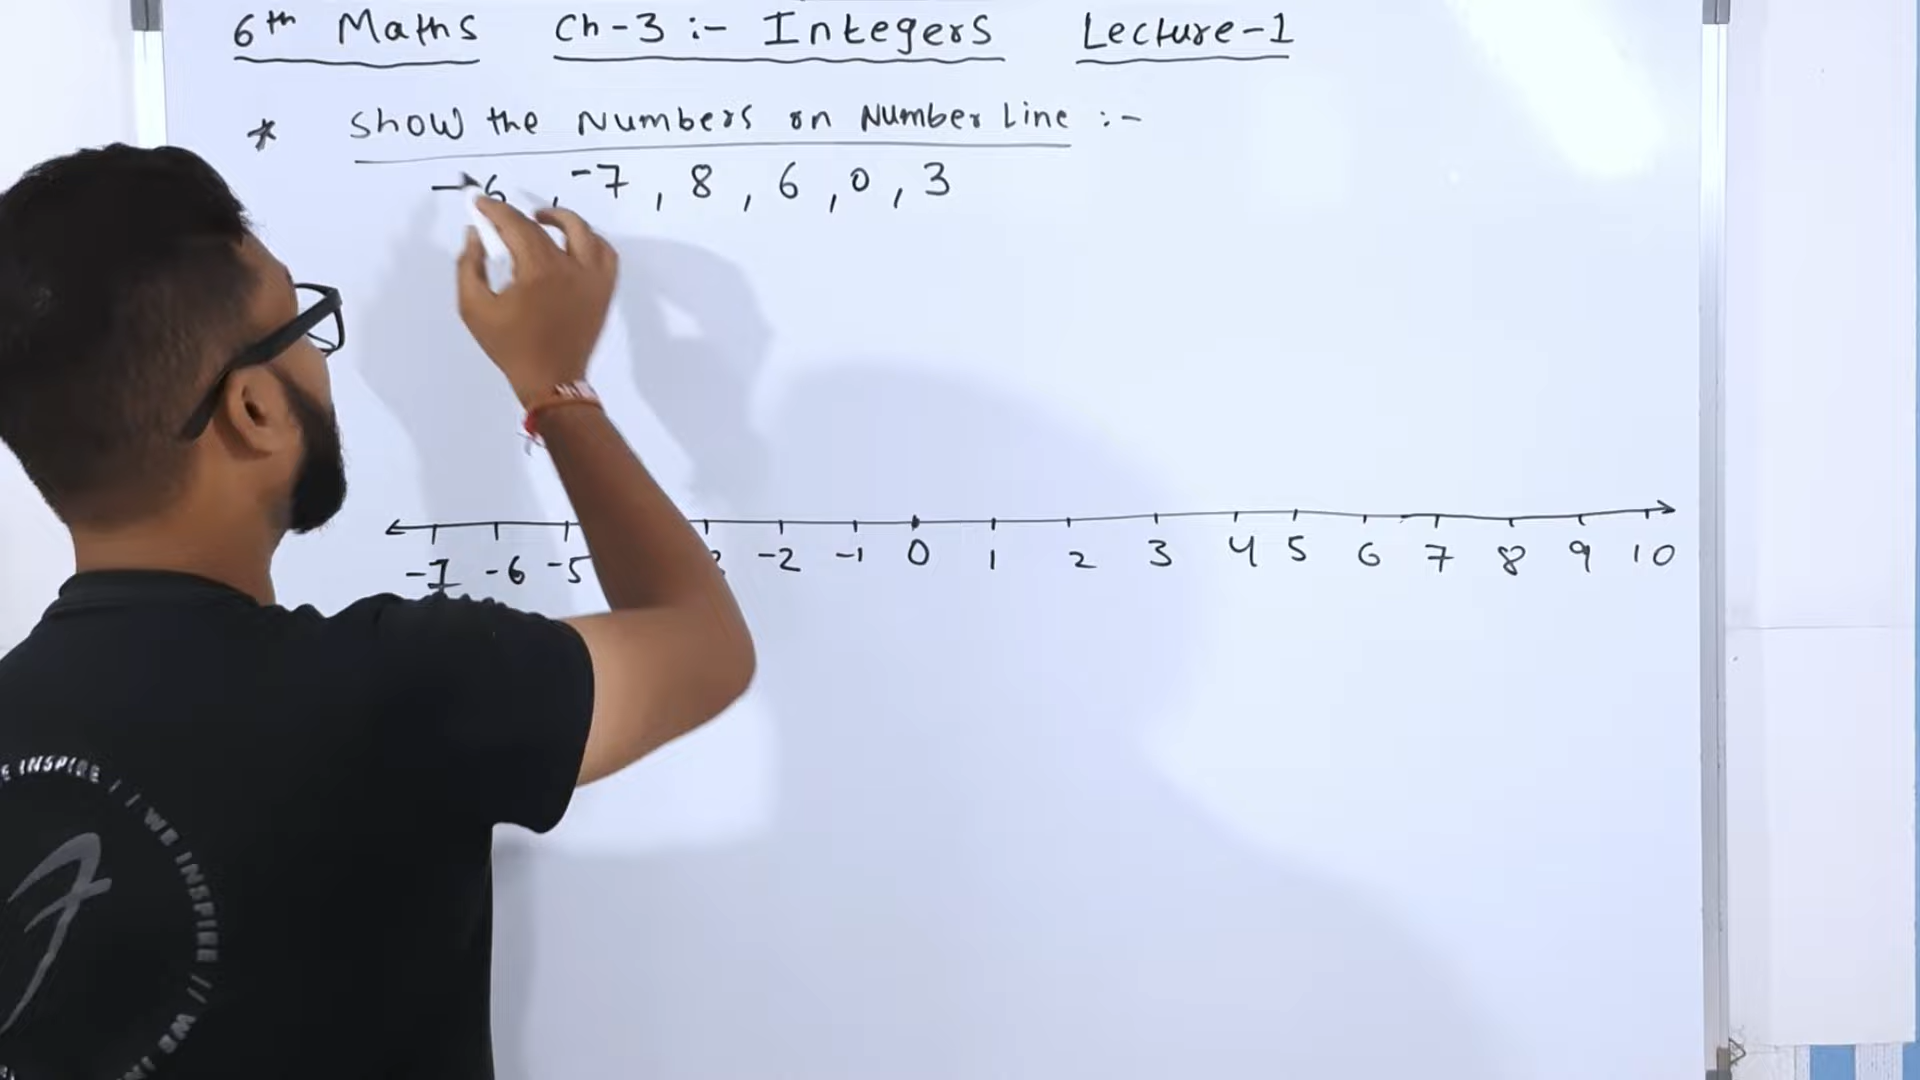 6th Maths Ch-3 :- Integers Lecture-1
* Show the Numbers on Number Line :-
-6 , -7 , 8 , 6 , 0 , 3
-7 -6 -5 -2 -1 0 1 2 3 4 5 6 7 8 9 10
INSPIRE // WE INSPIRE // WE